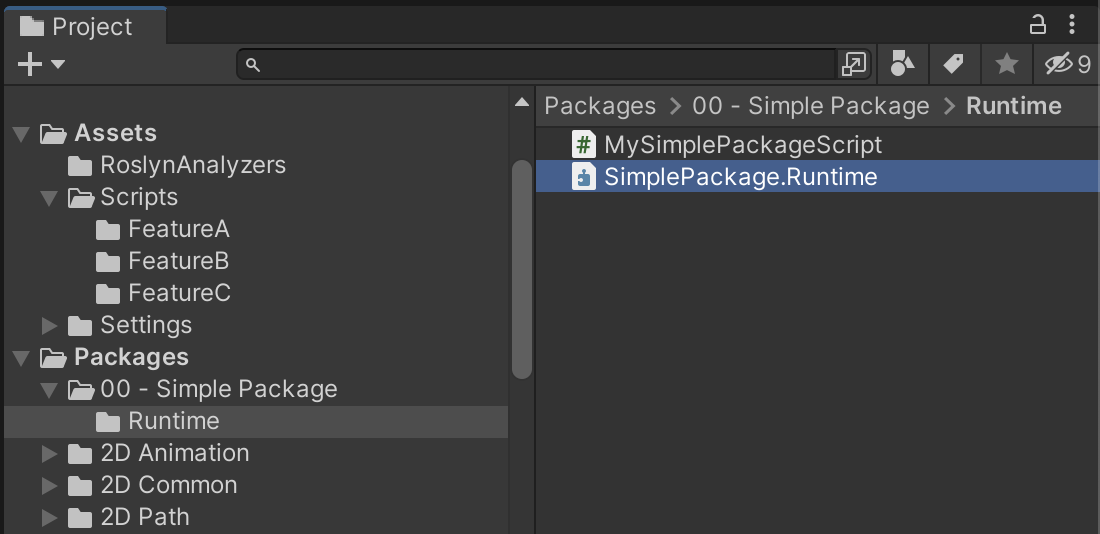 Project
9
Assets
RoslynAnalyzers
Scripts
FeatureA
FeatureB
FeatureC
Settings
Packages
00 - Simple Package
Runtime
2D Animation
2D Common
2D Path
Packages > 00 - Simple Package > Runtime
MySimplePackageScript
SimplePackage.Runtime